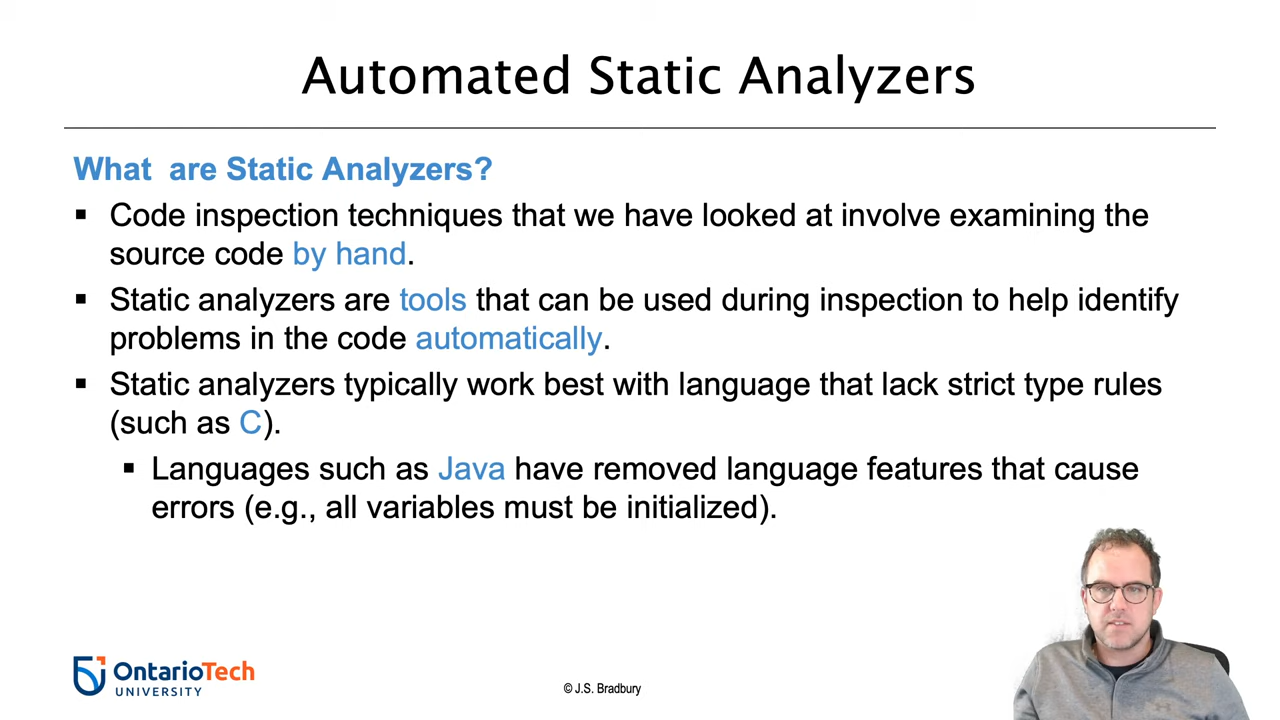 Automated Static Analyzers
What are Static Analyzers?
▪ Code inspection techniques that we have looked at involve examining the
source code by hand.
▪ Static analyzers are tools that can be used during inspection to help identify
problems in the code automatically.
▪ Static analyzers typically work best with language that lack strict type rules
(such as C).
▪ Languages such as Java have removed language features that cause
errors (e.g., all variables must be initialized).
OntarioTech
UNIVERSITY
© J.S. Bradbury